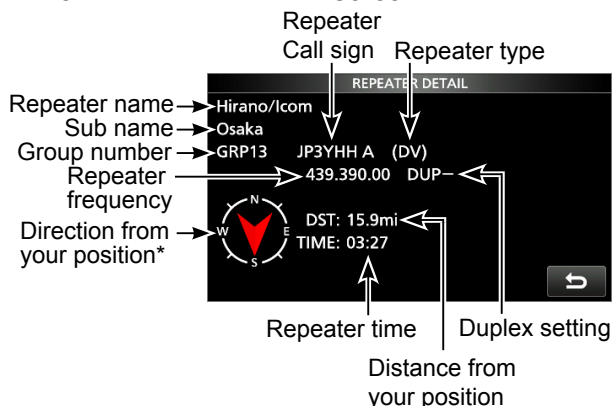 Repeater
Call sign
Repeater type
REPEATER DETAIL
Repeater name
Hirano/Icom
Sub name
Osaka
Group number
GRP13 JP3YHH A (DV)
Repeater
frequency
439.390.00 DUP−
Direction from
your position*
N
W
E
S
DST: 15.9mi
TIME: 03:27
Repeater time
Duplex setting
Distance from
your position